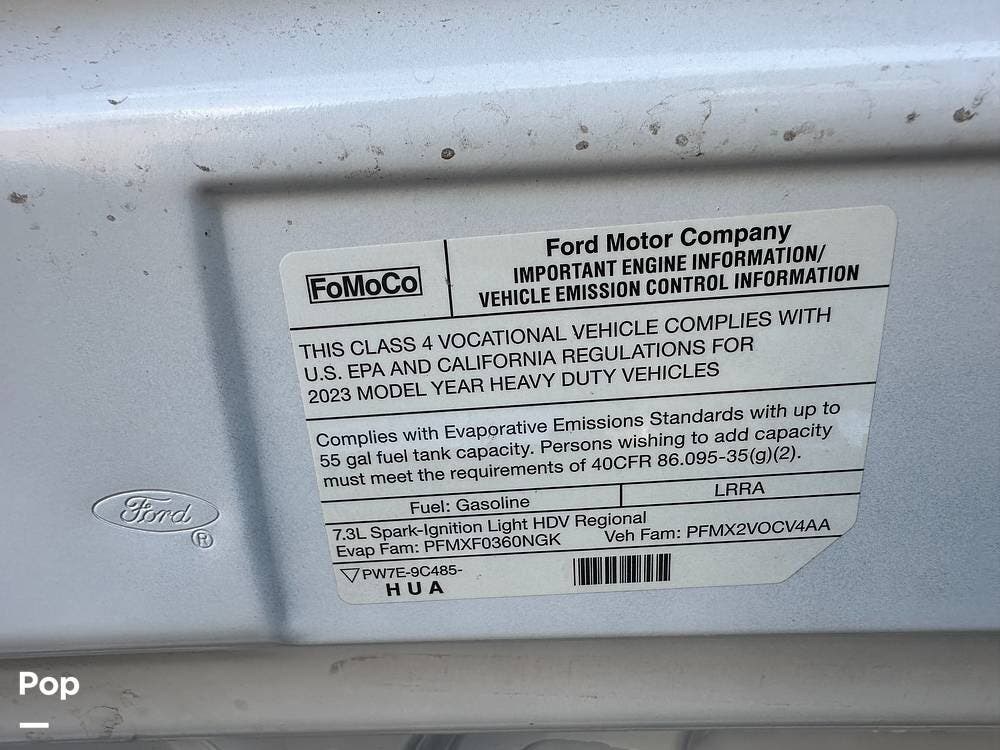 FoMoCo
Ford Motor Company
IMPORTANT ENGINE INFORMATION/
VEHICLE EMISSION CONTROL INFORMATION
THIS CLASS 4 VOCATIONAL VEHICLE COMPLIES WITH
U.S. EPA AND CALIFORNIA REGULATIONS FOR
2023 MODEL YEAR HEAVY DUTY VEHICLES
Complies with Evaporative Emissions Standards with up to
55 gal fuel tank capacity. Persons wishing to add capacity
must meet the requirements of 40CFR 86.095-35(g)(2).
Fuel: Gasoline LRRA
7.3L Spark-Ignition Light HDV Regional
Evap Fam: PFMXF0360NGK Veh Fam: PFMX2VOCV4AA
PW7E-9C485-
HUA
Ford ®
Pop